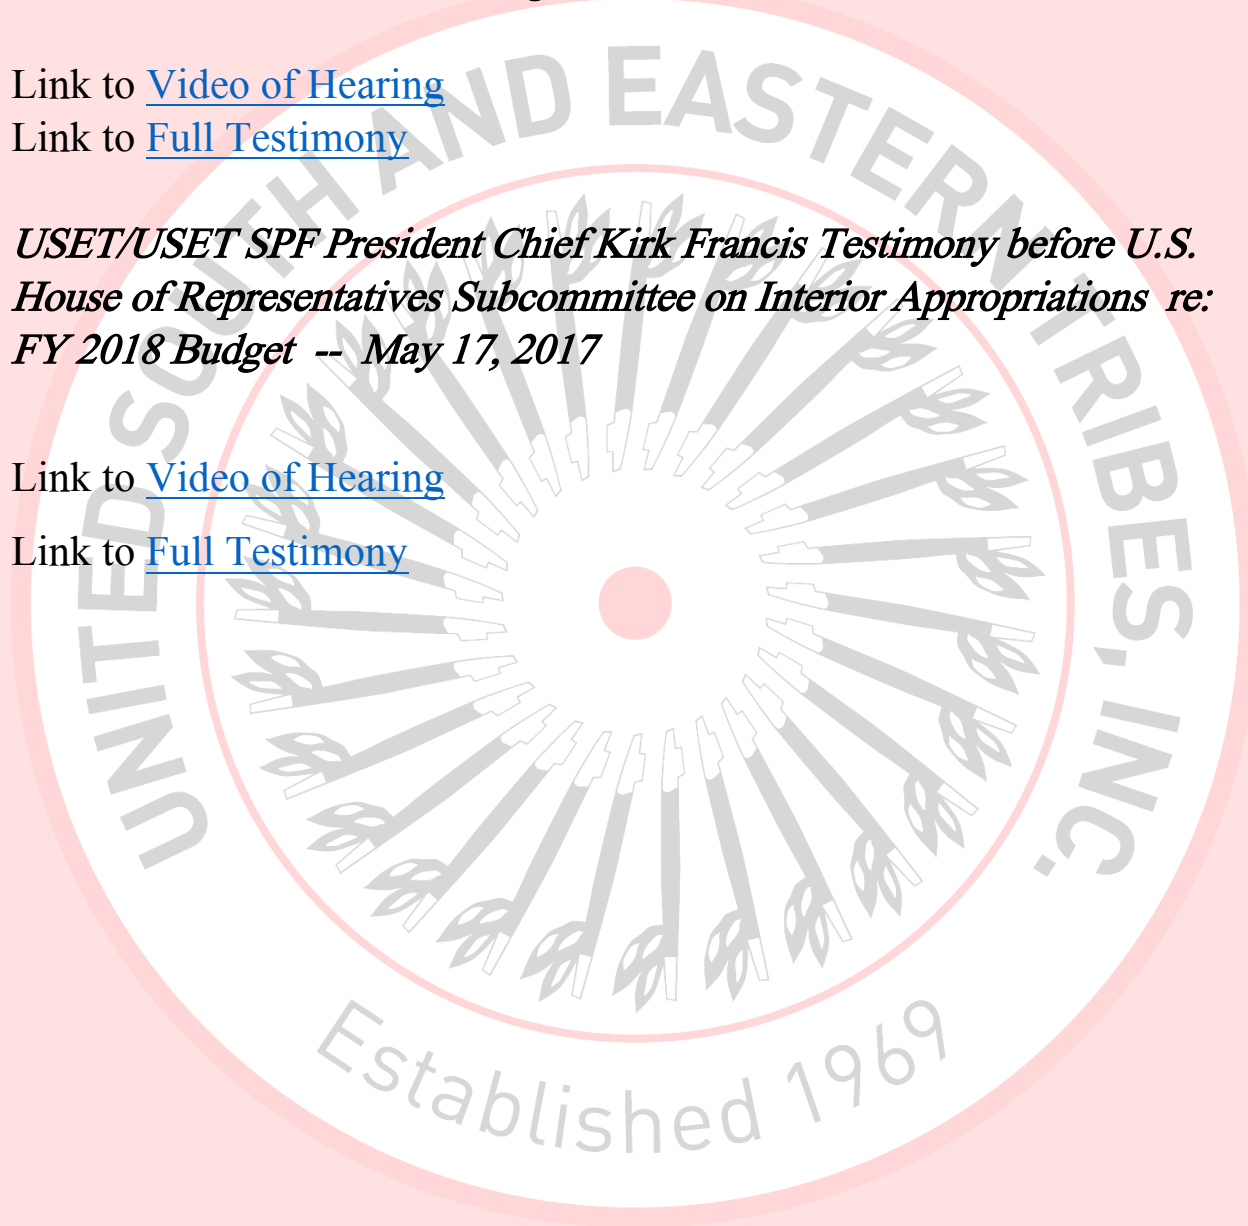 Link to Video of Hearing
Link to Full Testimony
USET/USET SPF President Chief Kirk Francis Testimony before U.S.
House of Representatives Subcommittee on Interior Appropriations re:
FY 2018 Budget -- May 17, 2017
Link to Video of Hearing
Link to Full Testimony
UNITED SOUTH AND EASTERN TRIBES, INC.
Established 1969